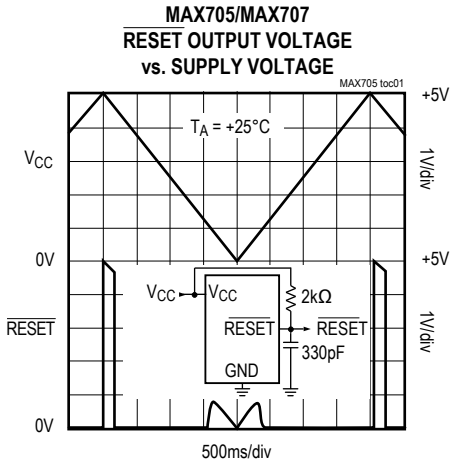 MAX705/MAX707
RESET OUTPUT VOLTAGE
vs. SUPPLY VOLTAGE
MAX705 toc01
+5V
TA = +25°C
VCC
1V/div
0V
+5V
VCC
VCC
2kΩ
RESET
RESET
RESET
1V/div
330pF
GND
0V
500ms/div